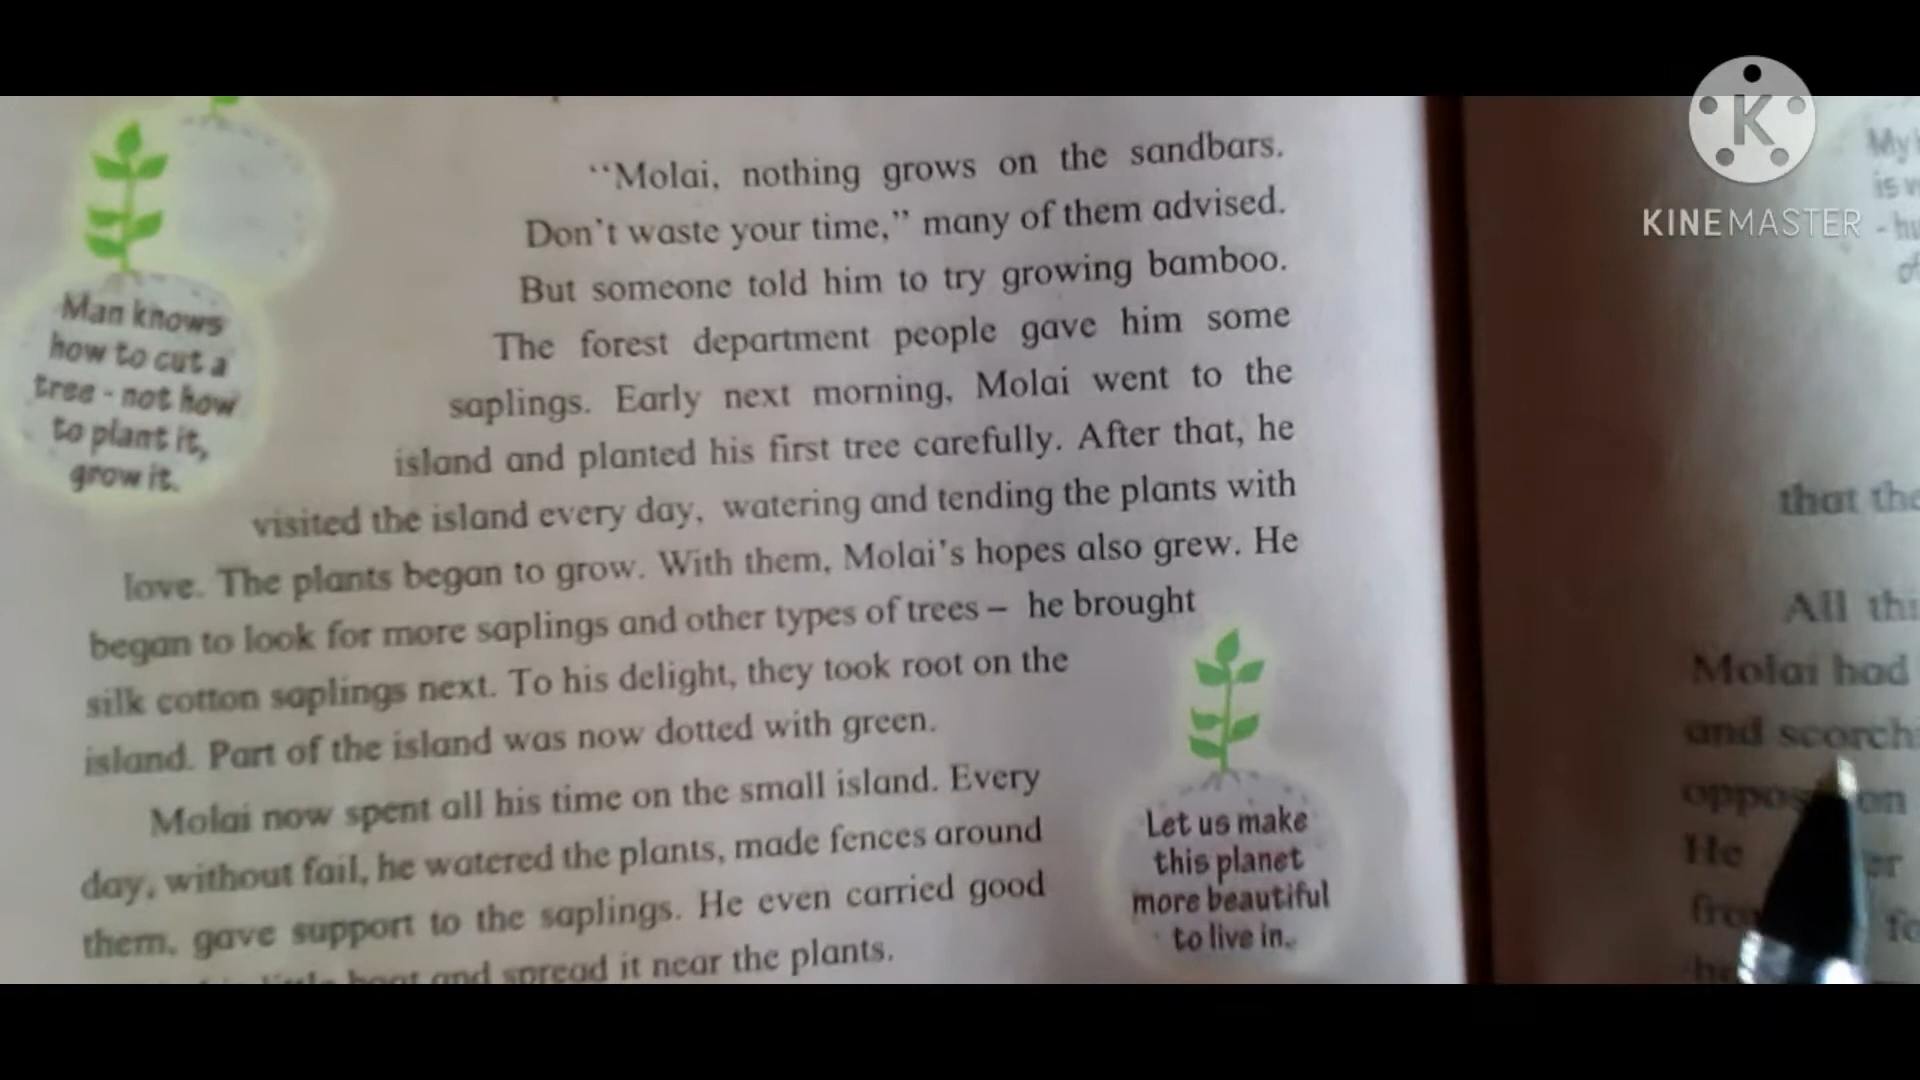 "Molai, nothing grows on the sandbars.
Don't waste your time," many of them advised.
But someone told him to try growing bamboo.
The forest department people gave him some
saplings. Early next morning, Molai went to the
island and planted his first tree carefully. After that, he
visited the island every day, watering and tending the plants with
love. The plants began to grow. With them, Molai's hopes also grew. He
began to look for more saplings and other types of trees – he brought
silk cotton saplings next. To his delight, they took root on the
island. Part of the island was now dotted with green.
Molai now spent all his time on the small island. Every
day, without fail, he watered the plants, made fences around
them, gave support to the saplings. He even carried good
boat and spread it near the plants.
Man knows
how to cut a
tree - not how
to plant it,
grow it.
Let us make
this planet
more beautiful
to live in.
K
KINEMASTER
My
is
of
that
All
Molai had
and
He